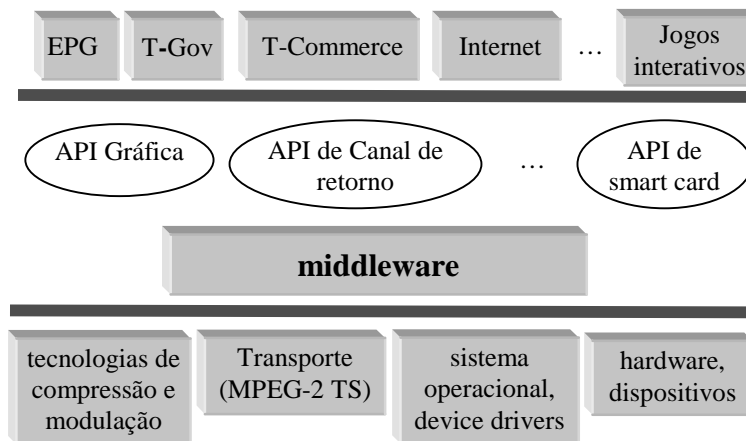 EPG
T-Gov
T-Commerce
Internet
...
Jogos
interativos
API Gráfica
API de Canal de
retorno
...
API de
smart card
middleware
tecnologias de
compressão e
modulação
Transporte
(MPEG-2 TS)
sistema
operacional,
device drivers
hardware,
dispositivos